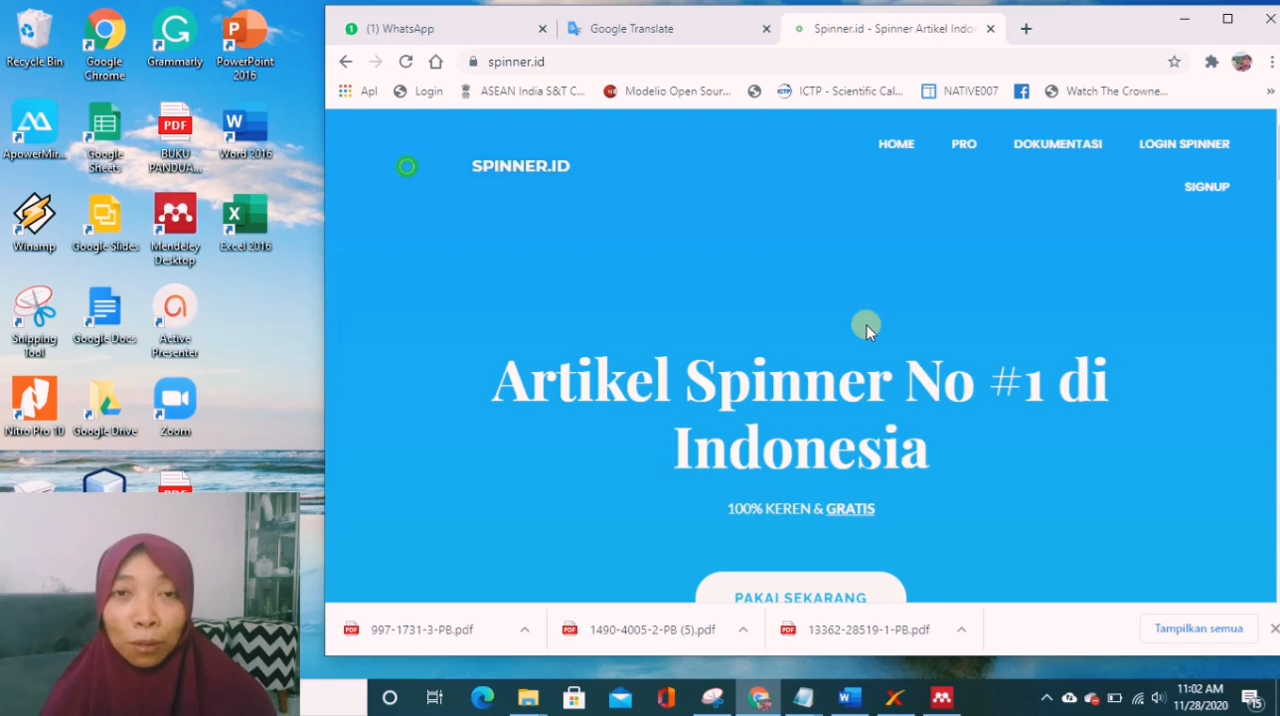 Recycle Bin
Google
Chrome
Grammarly
PowerPoint
2016
ApowerMir...
Google
Sheets
PDF
BUKU
PANDUA...
Word 2016
Winamp
Google Slides
Mendeley
Desktop
Excel 2016
Snipping
Tool
Google Docs
Active
Presenter
Nitro Pro 10
Google Drive
Zoom
(1) WhatsApp
Google Translate
Spinner.id - Spinner Artikel Indo
spinner.id
Apl
Login
ASEAN India S&T C...
Modelio Open Sour...
ICTP - Scientific Cal...
NATIVE007
Watch The Crowne...
»
SPINNER.ID
HOME
PRO
DOKUMENTASI
LOGIN SPINNER
SIGNUP
Artikel Spinner No #1 di
Indonesia
100% KEREN & GRATIS
PAKAI SEKARANG
997-1731-3-PB.pdf
1490-4005-2-PB (5).pdf
13362-28519-1-PB.pdf
Tampilkan semua
11:02 AM
11/28/2020
15